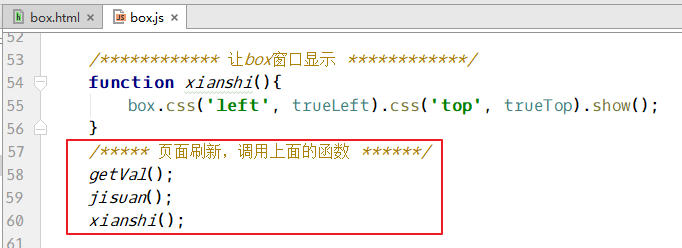 box.html
box.js
52
53 /************ 让box窗口显示 ************/
54 function xianshi(){
55 box.css('left', trueLeft).css('top', trueTop).show();
56 }
57 /***** 页面刷新，调用上面的函数 ******/
58 getVal();
59 jisuan();
60 xianshi();
61